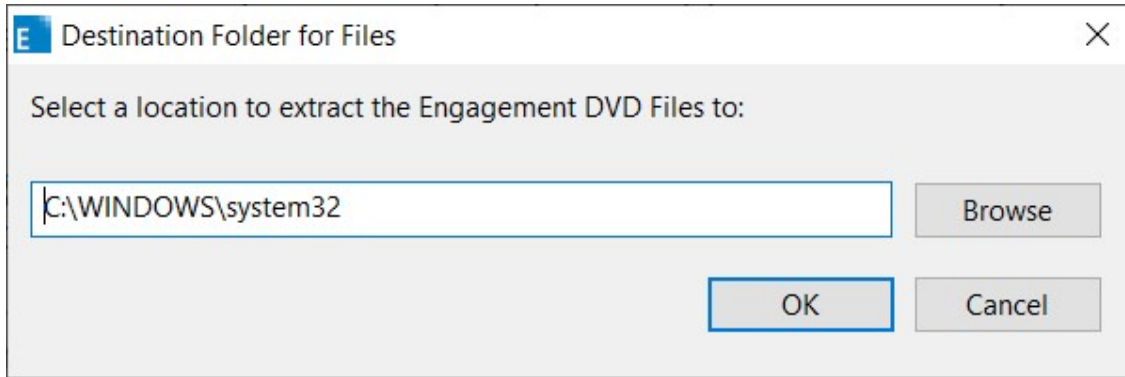 E
Destination Folder for Files
Select a location to extract the Engagement DVD Files to:
C:\WINDOWS\system32
Browse
OK
Cancel